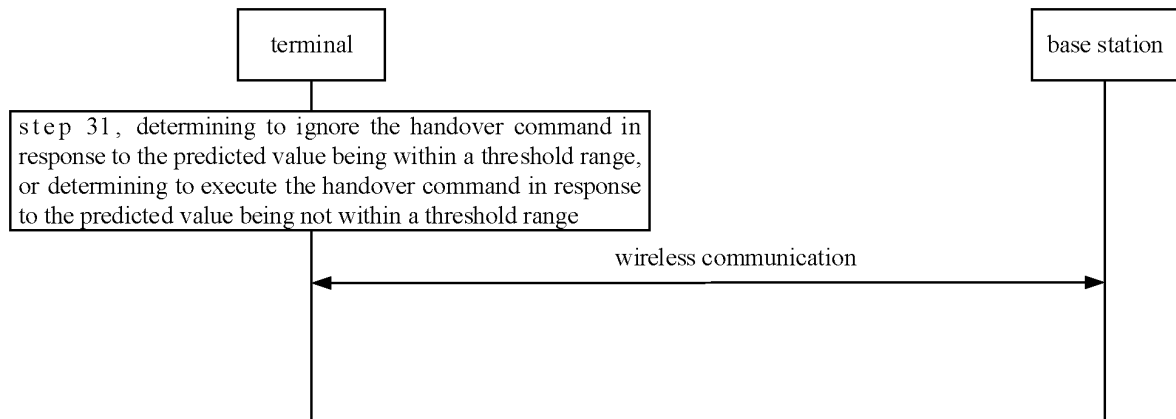 terminal
base station
step 31, determining to ignore the handover command in
response to the predicted value being within a threshold range,
or determining to execute the handover command in response
to the predicted value being not within a threshold range
wireless communication